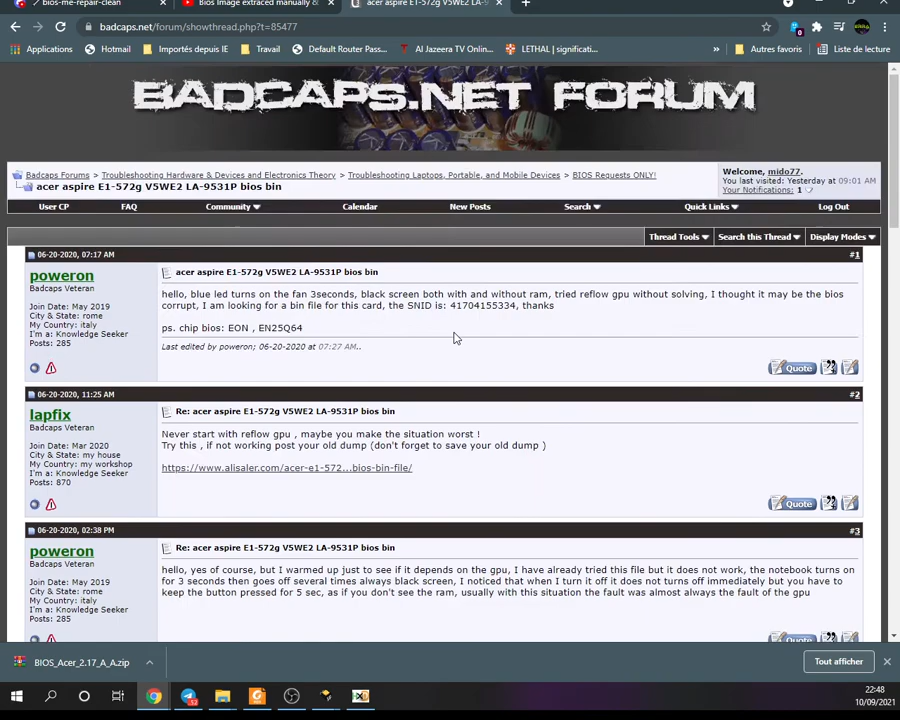 bios-me-repair-clean
Bios Image extraced manually &
acer aspire E1-572g V5WE2 LA-9
badcaps.net/forum/showthread.php?t=85477
Applications
Hotmail
Importés depuis IE
Travail
Default Router Pass...
Al Jazeera TV Onlin...
LETHAL | significati...
»
Autres favoris
Liste de lecture
BADCAPS.NET FORUM
Badcaps Forums > Troubleshooting Hardware & Devices and Electronics Theory > Troubleshooting Laptops, Portable, and Mobile Devices > BIOS Requests ONLY!
acer aspire E1-572g V5WE2 LA-9531P bios bin
Welcome, mido77.
You last visited: Yesterday at 09:01 AM
Your Notifications: 1
User CP
FAQ
Community
Calendar
New Posts
Search
Quick Links
Log Out
Thread Tools
Search this Thread
Display Modes
06-20-2020, 07:17 AM
#1
poweron
Badcaps Veteran
Join Date: May 2019
City & State: rome
My Country: italy
I'm a: Knowledge Seeker
Posts: 285
acer aspire E1-572g V5WE2 LA-9531P bios bin
hello, blue led turns on the fan 3seconds, black screen both with and without ram, tried reflow gpu without solving, I thought it may be the bios
corrupt, I am looking for a bin file for this card, the SNID is: 41704155334, thanks
ps. chip bios: EON , EN25Q64
Last edited by poweron; 06-20-2020 at 07:27 AM..
Quote
06-20-2020, 11:25 AM
#2
lapfix
Badcaps Veteran
Join Date: Mar 2020
City & State: my house
My Country: my workshop
I'm a: Knowledge Seeker
Posts: 870
Re: acer aspire E1-572g V5WE2 LA-9531P bios bin
Never start with reflow gpu , maybe you make the situation worst !
Try this , if not working post your old dump (don't forget to save your old dump )
https://www.alisaler.com/acer-e1-572...bios-bin-file/
Quote
06-20-2020, 02:38 PM
#3
poweron
Badcaps Veteran
Join Date: May 2019
City & State: rome
My Country: italy
I'm a: Knowledge Seeker
Posts: 285
Re: acer aspire E1-572g V5WE2 LA-9531P bios bin
hello, yes of course, but I warmed up just to see if it depends on the gpu, I have already tried this file but it does not work, the notebook turns on
for 3 seconds then goes off several times always black screen, I noticed that when I turn it off it does not turns off immediately but you have to
keep the button pressed for 5 sec, as if you don't see the ram, usually with this situation the fault was almost always the fault of the gpu
Quote
BIOS_Acer_2.17_A_A.zip
Tout afficher
22:48
10/09/2021